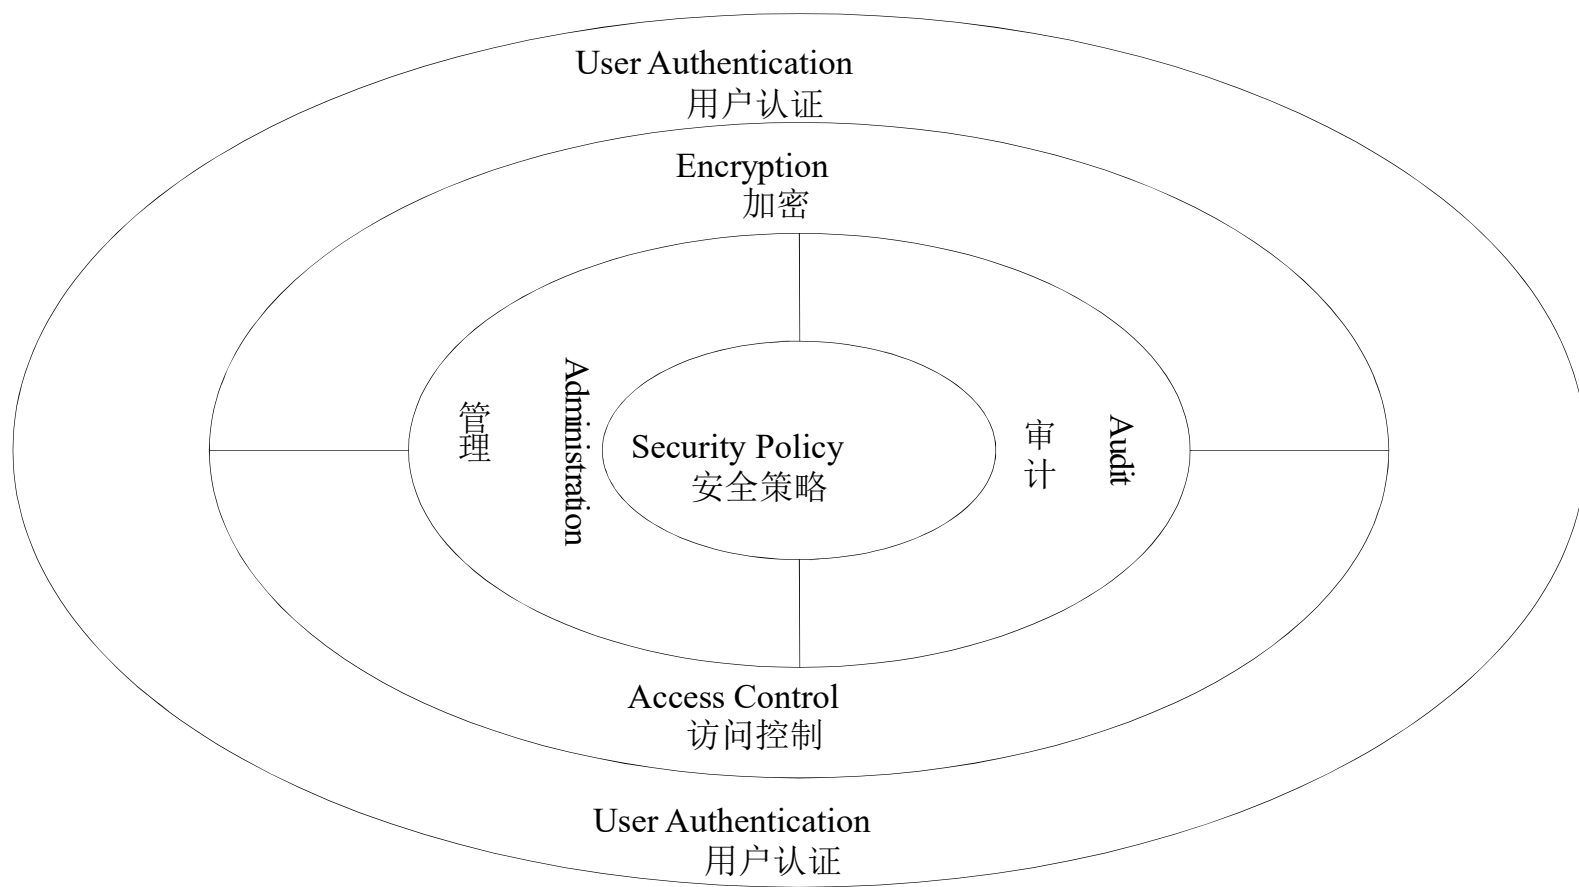 User Authentication
用户认证
Encryption
加密
管理
Administration
Security Policy
安全策略
审计
Audit
Access Control
访问控制
User Authentication
用户认证